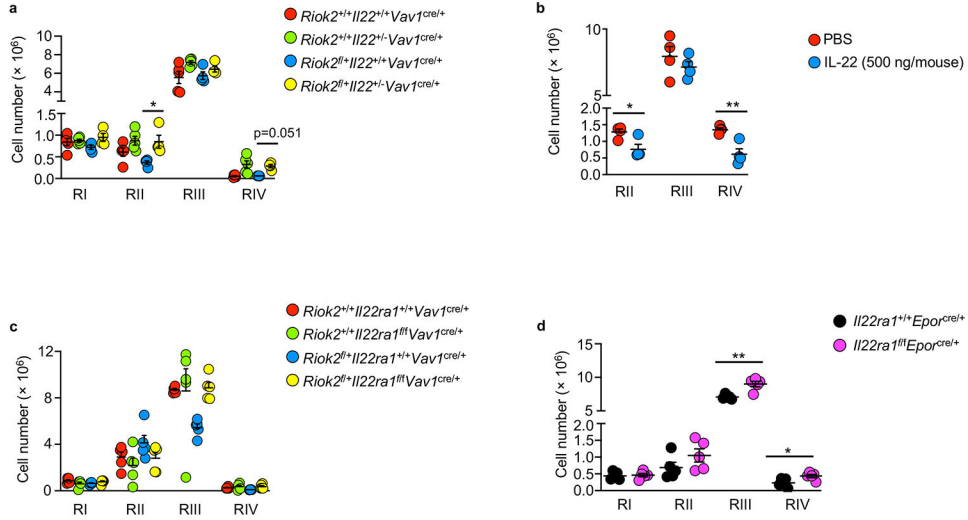 a
Riok2+/+Il22+/+Vav1cre/+
Riok2+/+Il22+/-Vav1cre/+
Riok2f/+Il22+/+Vav1cre/+
Riok2f/+Il22+/-Vav1cre/+
Cell number (× 10⁶)
10
8
6
4
1.5
1.0
0.5
0.0
*
p=0.051
RI
RII
RIII
RIV
b
PBS
IL-22 (500 ng/mouse)
Cell number (× 10⁶)
10
5
2.0
1.5
1.0
0.5
0.0
*
**
RII
RIII
RIV
c
Riok2+/+Il22ra1+/+Vav1cre/+
Riok2+/+Il22ra1f/fVav1cre/+
Riok2f/+Il22ra1+/+Vav1cre/+
Riok2f/+Il22ra1f/fVav1cre/+
Cell number (× 10⁶)
12
8
4
0
RI
RII
RIII
RIV
d
Il22ra1+/+Eporcre/+
Il22ra1f/fEporcre/+
Cell number (× 10⁶)
15
10
5
2.0
1.5
1.0
0.5
0.0
**
*
RI
RII
RIII
RIV